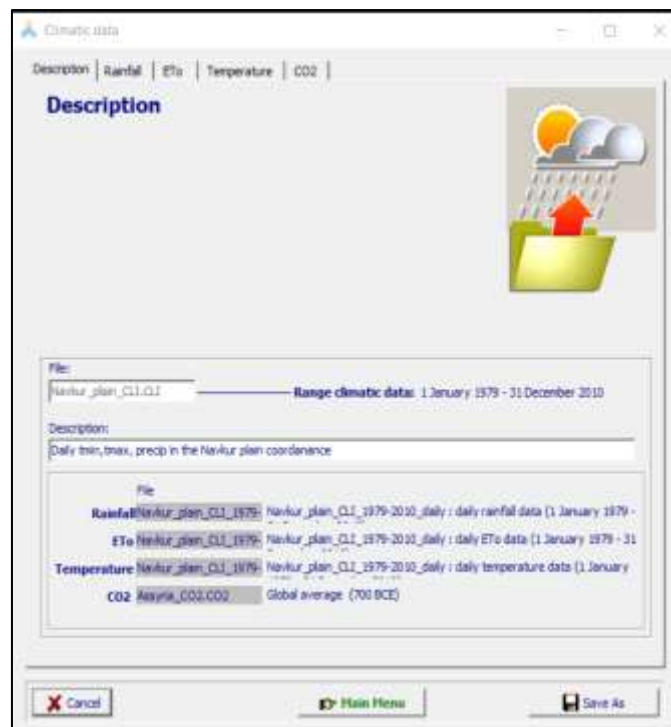 Climatic data
Description | Rainfall | ETo | Temperature | CO2 |
Description
File:
Navkur_plain_CLI.CLI Range climatic data: 1 January 1979 - 31 December 2010
Description:
Daily tmin,tmax, precip in the Navkur plain coordanance
File
Rainfall Navkur_plain_CLI_1979- Navkur_plain_CLI_1979-2010_daily : daily rainfall data (1 January 1979 -
ETo Navkur_plain_CLI_1979- Navkur_plain_CLI_1979-2010_daily : daily ETo data (1 January 1979 - 31
Temperature Navkur_plain_CLI_1979- Navkur_plain_CLI_1979-2010_daily : daily temperature data (1 January
CO2 Assyria_CO2.CO2 Global average (700 BCE)
Cancel Main Menu Save As